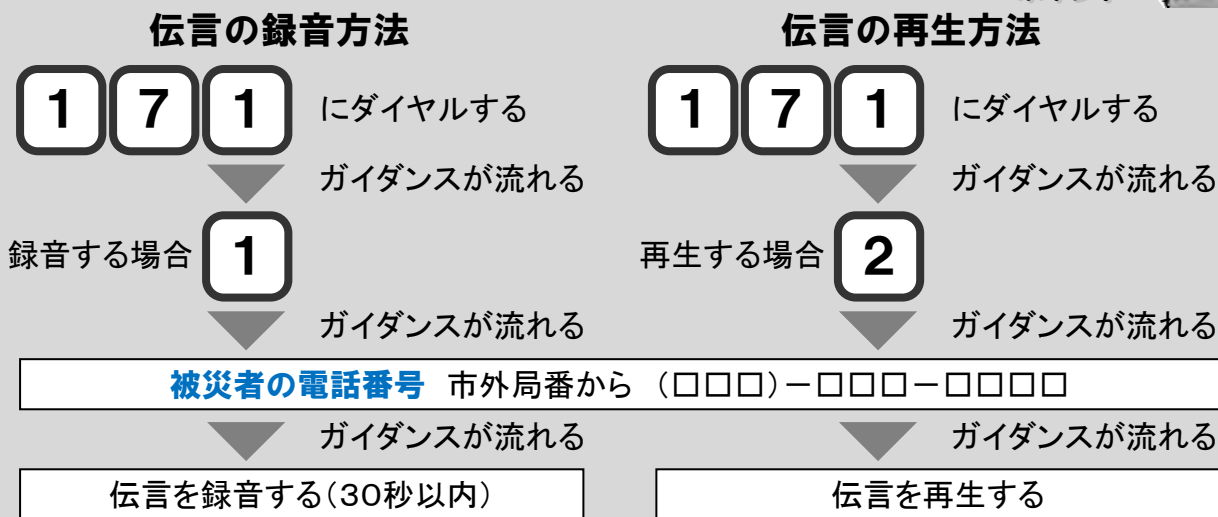 伝言の録音方法
171 にダイヤルする
ガイダンスが流れる
録音する場合 1
ガイダンスが流れる
伝言の再生方法
171 にダイヤルする
ガイダンスが流れる
再生する場合 2
ガイダンスが流れる
被災者の電話番号 市外局番から (□□□)-□□□-□□□□
ガイダンスが流れる
伝言を録音する(30秒以内)
ガイダンスが流れる
伝言を再生する